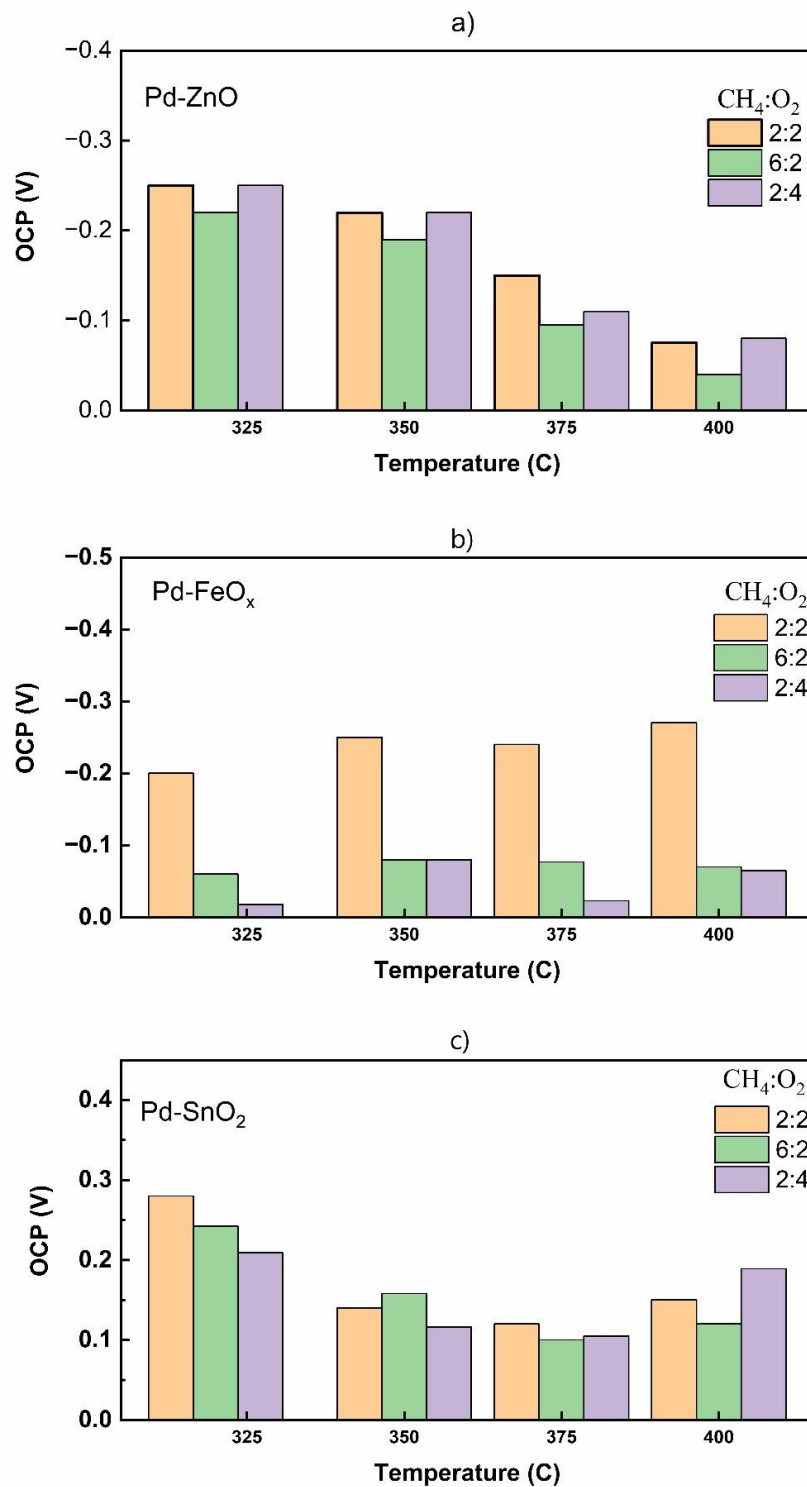 a)
Pd-ZnO
CH₄:O₂
2:2
6:2
2:4
−0.4
−0.3
−0.2
−0.1
0.0
OCP (V)
325 350 375 400
Temperature (C)
b)
Pd-FeOₓ
CH₄:O₂
2:2
6:2
2:4
−0.5
−0.4
−0.3
−0.2
−0.1
0.0
OCP (V)
325 350 375 400
Temperature (C)
c)
Pd-SnO₂
CH₄:O₂
2:2
6:2
2:4
0.4
0.3
0.2
0.1
0.0
OCP (V)
325 350 375 400
Temperature (C)